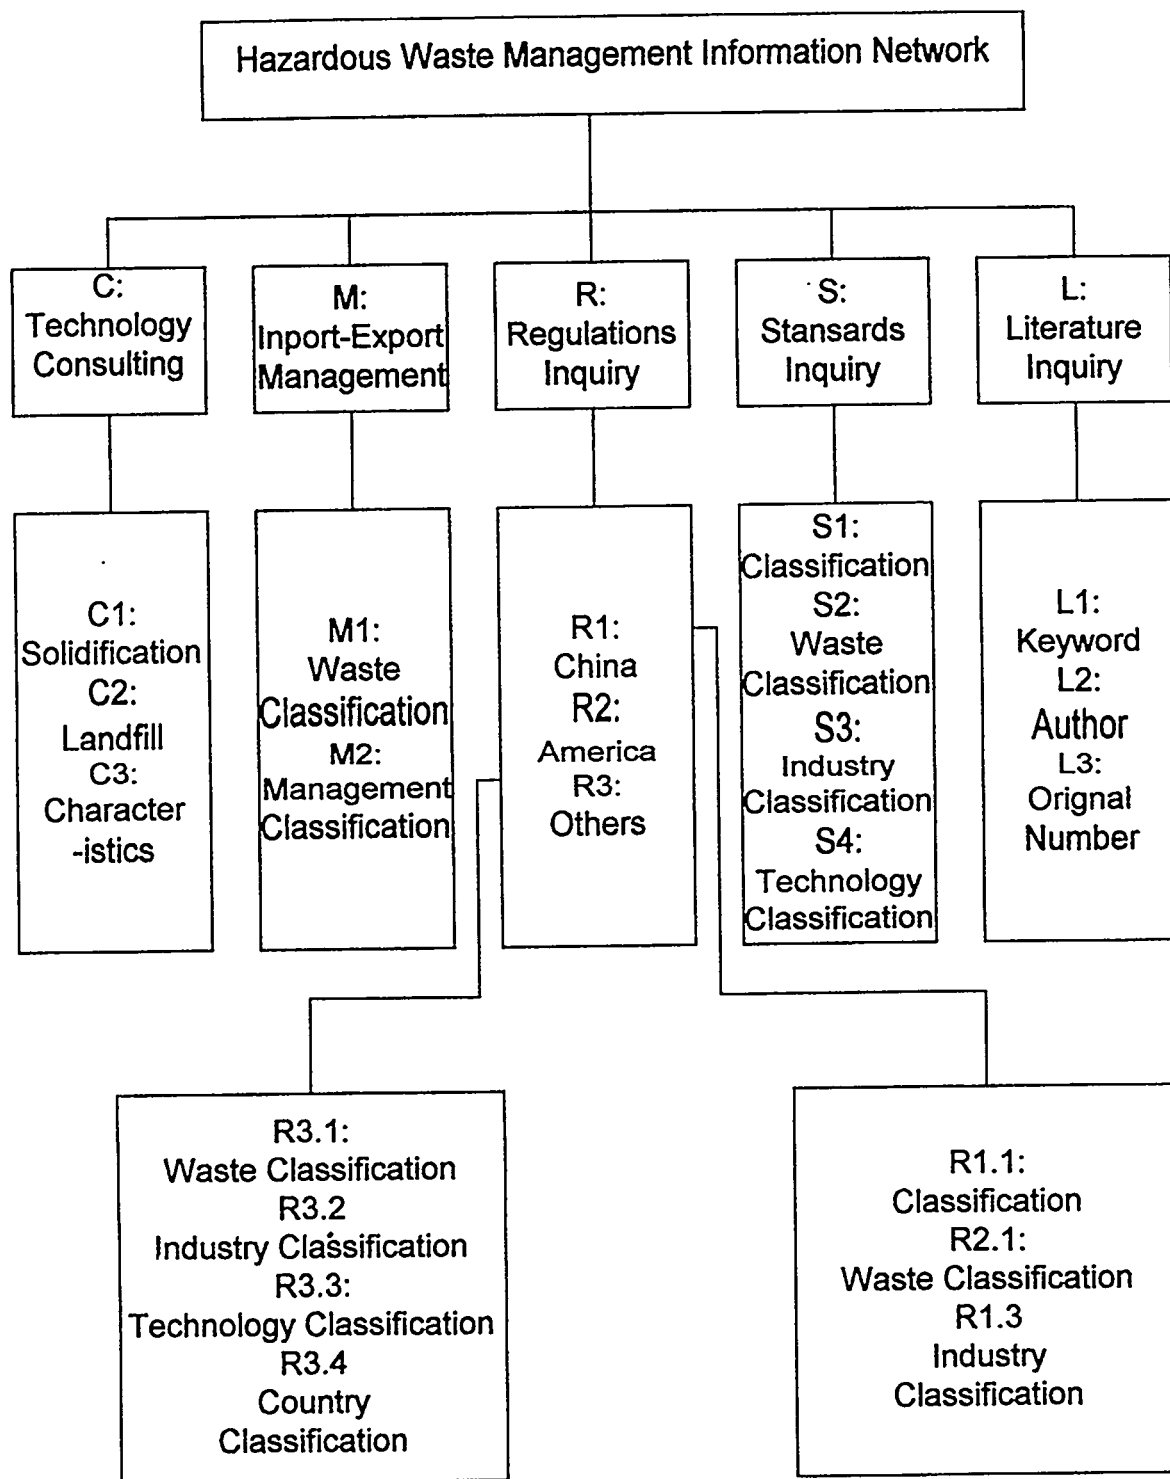 Hazardous Waste Management Information Network
C:
Technology
Consulting
M:
Inport-Export
Management
R:
Regulations
Inquiry
S:
Stansards
Inquiry
L:
Literature
Inquiry
C1:
Solidification
C2:
Landfill
C3:
Character
-istics
M1:
Waste
Classification
M2:
Management
Classification
R1:
China
R2:
America
R3:
Others
S1:
Classification
S2:
Waste
Classification
S3:
Industry
Classification
S4:
Technology
Classification
L1:
Keyword
L2:
Author
L3:
Orignal
Number
R3.1:
Waste Classification
R3.2
Industry Classification
R3.3:
Technology Classification
R3.4
Country
Classification
R1.1:
Classification
R2.1:
Waste Classification
R1.3
Industry
Classification